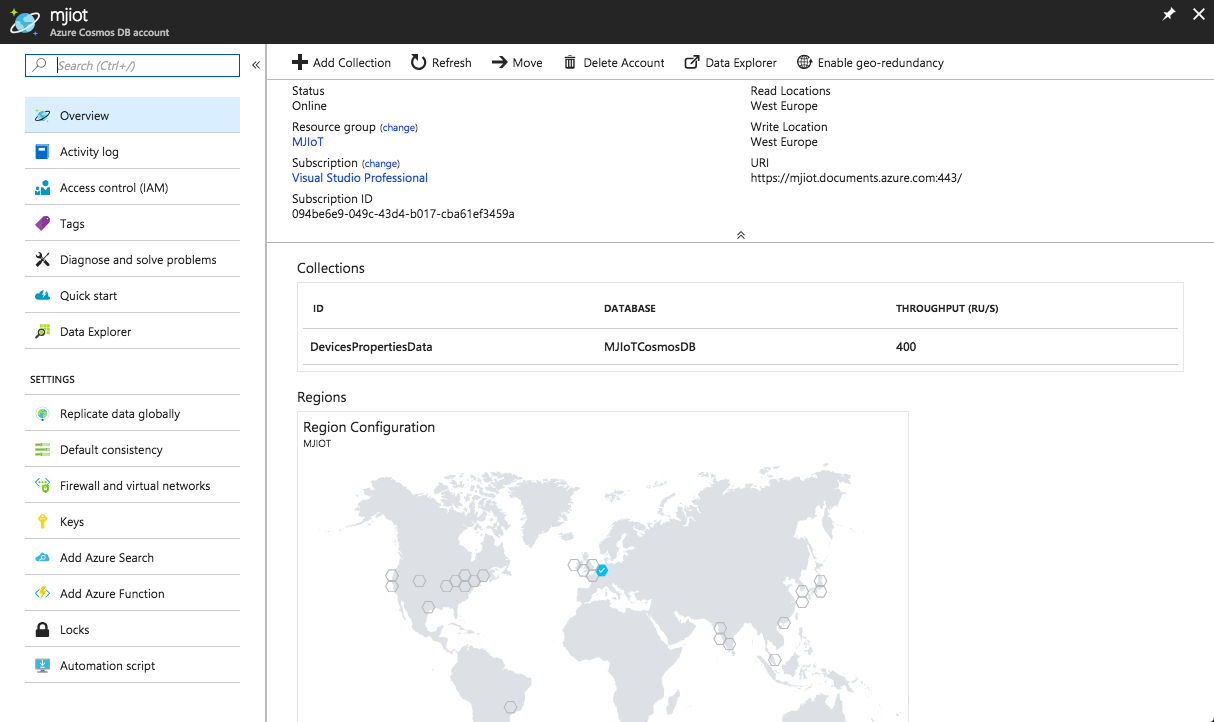 mjiot
Azure Cosmos DB account
Search (Ctrl+/)
«
Overview
Activity log
Access control (IAM)
Tags
Diagnose and solve problems
Quick start
Data Explorer
SETTINGS
Replicate data globally
Default consistency
Firewall and virtual networks
Keys
Add Azure Search
Add Azure Function
Locks
Automation script
Add Collection Refresh Move Delete Account Data Explorer Enable geo-redundancy
Status
Online
Resource group (change)
MJIoT
Subscription (change)
Visual Studio Professional
Subscription ID
094be6e9-049c-43d4-b017-cba61ef3459a
Read Locations
West Europe
Write Location
West Europe
URI
https://mjiot.documents.azure.com:443/
Collections
ID DATABASE THROUGHPUT (RU/S)
DevicesPropertiesData MJIoTCosmosDB 400
Regions
Region Configuration
MJIOT